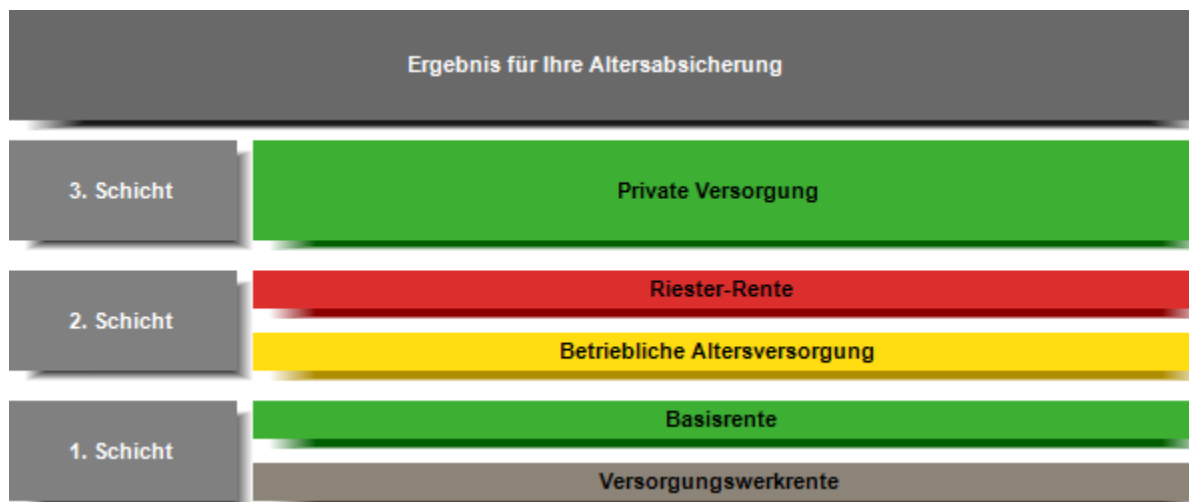 Ergebnis für Ihre Altersabsicherung
3. Schicht
Private Versorgung
2. Schicht
Riester-Rente
Betriebliche Altersversorgung
1. Schicht
Basisrente
Versorgungswerkrente